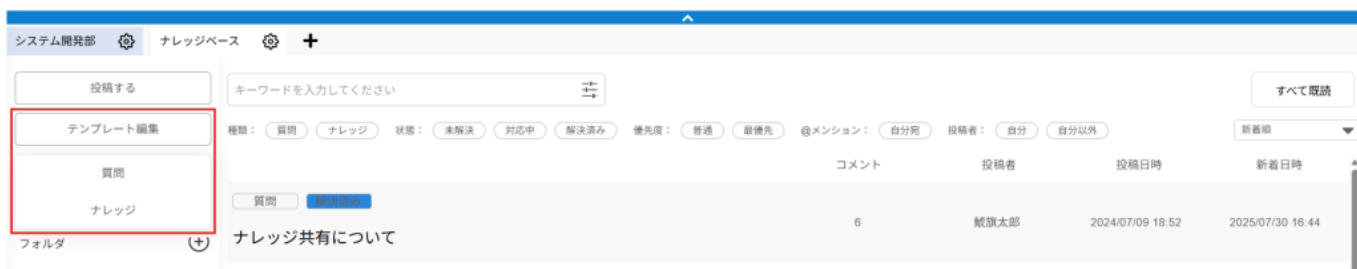 システム開発部 ナレッジベース +
投稿する
キーワードを入力してください
すべて既読
テンプレート編集
種類： 質問 ナレッジ 状態： 未解決 対応中 解決済み 優先度： 普通 最優先 @メンション： 自分宛 投稿者： 自分 自分以外 新着順
質問
ナレッジ
フォルダ
コメント 投稿者 投稿日時 新着日時
質問 解決済み
ナレッジ共有について
6 鯱旗太郎 2024/07/09 18:52 2025/07/30 16:44